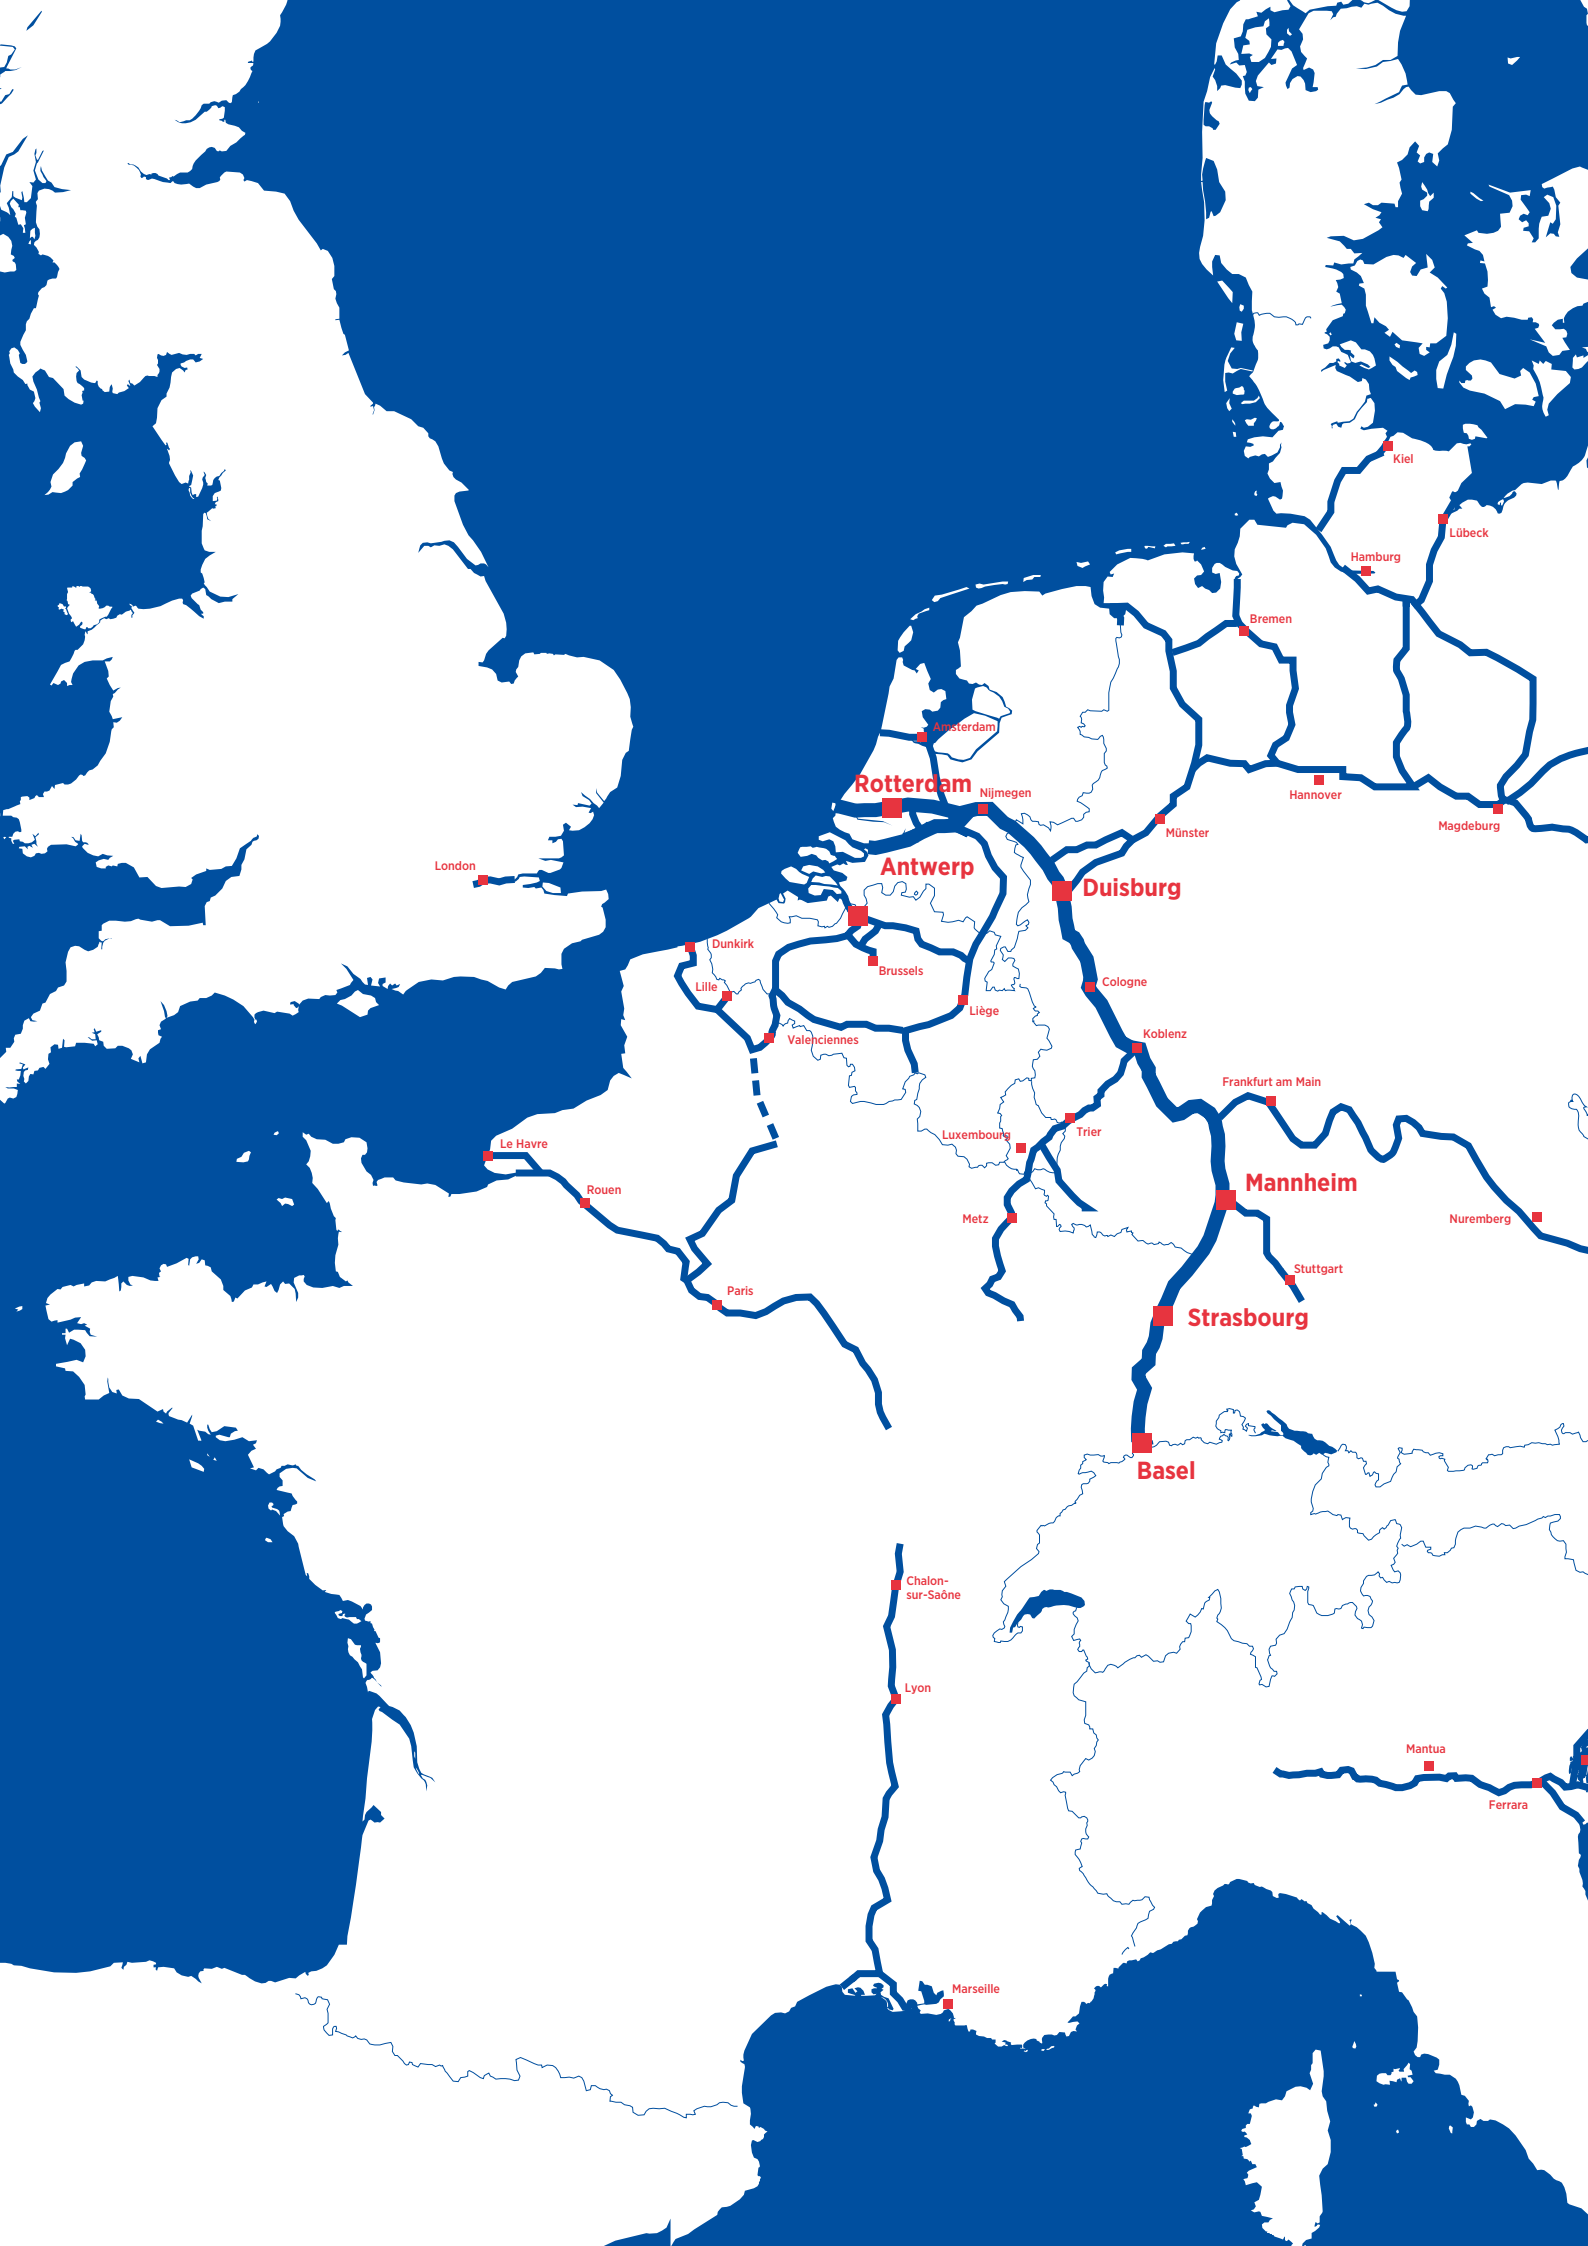 Kiel
Lübeck
Hamburg
Bremen
Amsterdam
Rotterdam
Nijmegen
Hannover
Magdeburg
Münster
London
Antwerp
Duisburg
Dunkirk
Brussels
Cologne
Lille
Liège
Valenciennes
Koblenz
Frankfurt am Main
Luxembourg
Trier
Le Havre
Mannheim
Rouen
Metz
Nuremberg
Stuttgart
Paris
Strasbourg
Basel
Chalon-
sur-Saône
Lyon
Mantua
Ferrara
Marseille